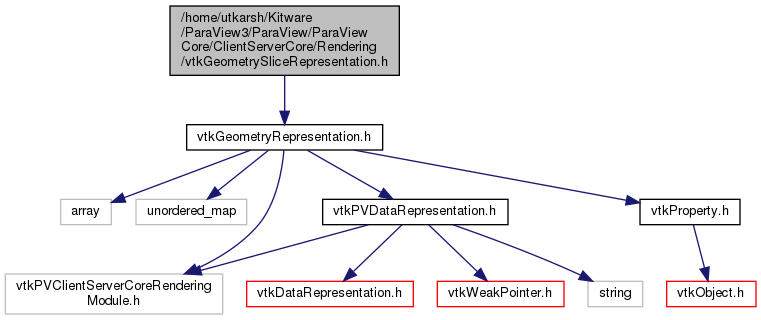 /home/utkarsh/Kitware
/ParaView3/ParaView/ParaView
Core/ClientServerCore/Rendering
/vtkGeometrySliceRepresentation.h
vtkGeometryRepresentation.h
array
unordered_map
vtkPVDataRepresentation.h
vtkProperty.h
vtkPVClientServerCoreRendering
Module.h
vtkDataRepresentation.h
vtkWeakPointer.h
string
vtkObject.h